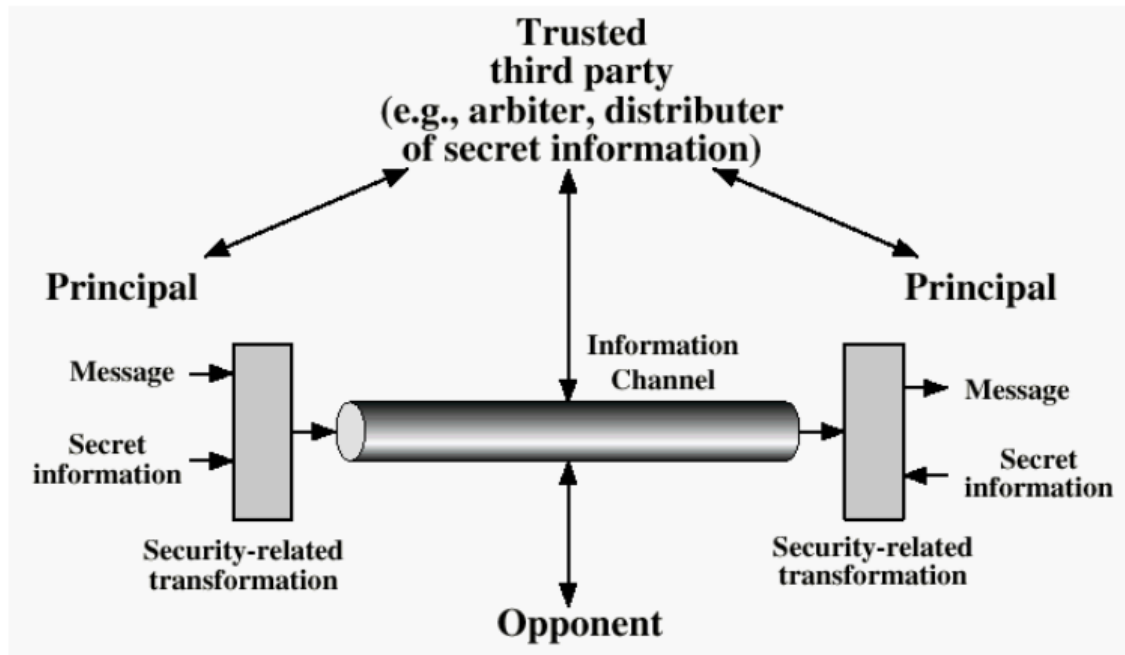 Trusted
third party
(e.g., arbiter, distributer
of secret information)
Principal
Principal
Information
Channel
Message
Secret
information
Security-related
transformation
Message
Secret
information
Security-related
transformation
Opponent